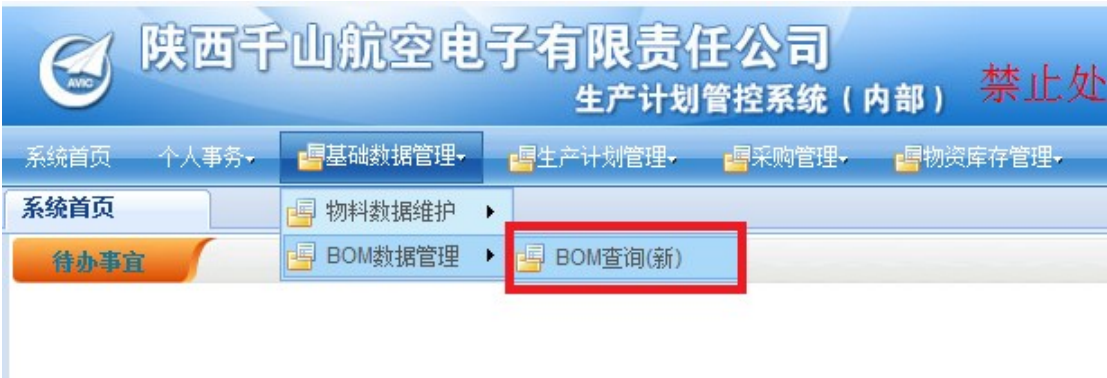 AVIC
陕西千山航空电子有限责任公司
生产计划管控系统（内部）
禁止处
系统首页 个人事务 基础数据管理 生产计划管理 采购管理 物资库存管理
系统首页
物料数据维护
待办事宜
BOM数据管理 BOM查询(新)